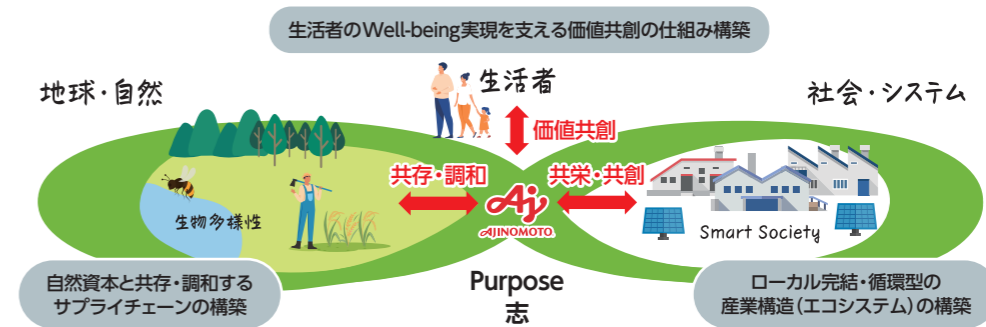 生活者のWell-being実現を支える価値共創の仕組み構築
地球・自然
生活者
社会・システム
価値共創
共存・調和
共栄・共創
Aj
AJINOMOTO
生物多様性
Smart Society
自然資本と共存・調和する
サプライチェーンの構築
Purpose
志
ローカル完結・循環型の
産業構造（エコシステム）の構築